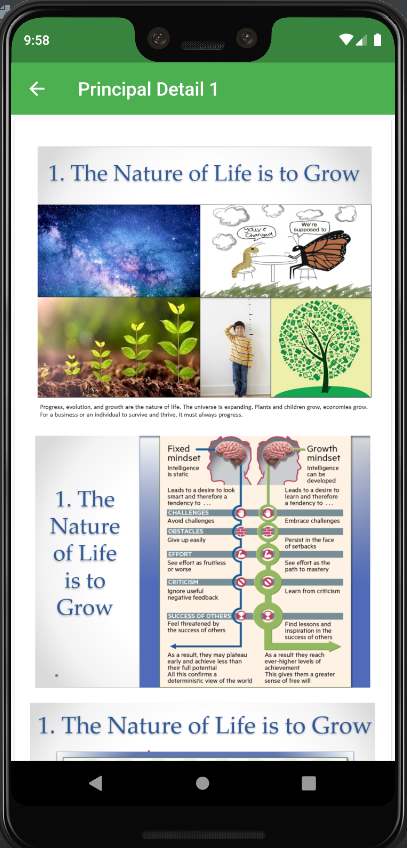 9:58
Principal Detail 1
1. The Nature of Life is to Grow
You're
Changed
We're
supposed to
Progress, evolution, and growth are the nature of life. The universe is expanding. Plants and children grow, economies grow.
For a business or an individual to survive and thrive, it must always progress.
1. The
Nature
of Life
is to
Grow
Fixed
mindset
Intelligence
is static
Growth
mindset
Intelligence
can be
developed
Leads to a desire to look
smart and therefore a
tendency to ...
Leads to a desire to
learn and therefore
a tendency to ...
CHALLENGES
Avoid challenges
Embrace challenges
OBSTACLES
Give up easily
Persist in the face
of setbacks
EFFORT
See effort as fruitless
or worse
See effort as the
path to mastery
CRITICISM
Ignore useful
negative feedback
Learn from criticism
SUCCESS OF OTHERS
Feel threatened by
the success of others
Find lessons and
inspiration in the
success of others
As a result, they may plateau
early and achieve less than
their full potential
All this confirms a
deterministic view of the world
As a result they reach
ever-higher levels of
achievement
This gives them a greater
sense of free will
1. The Nature of Life is to Grow